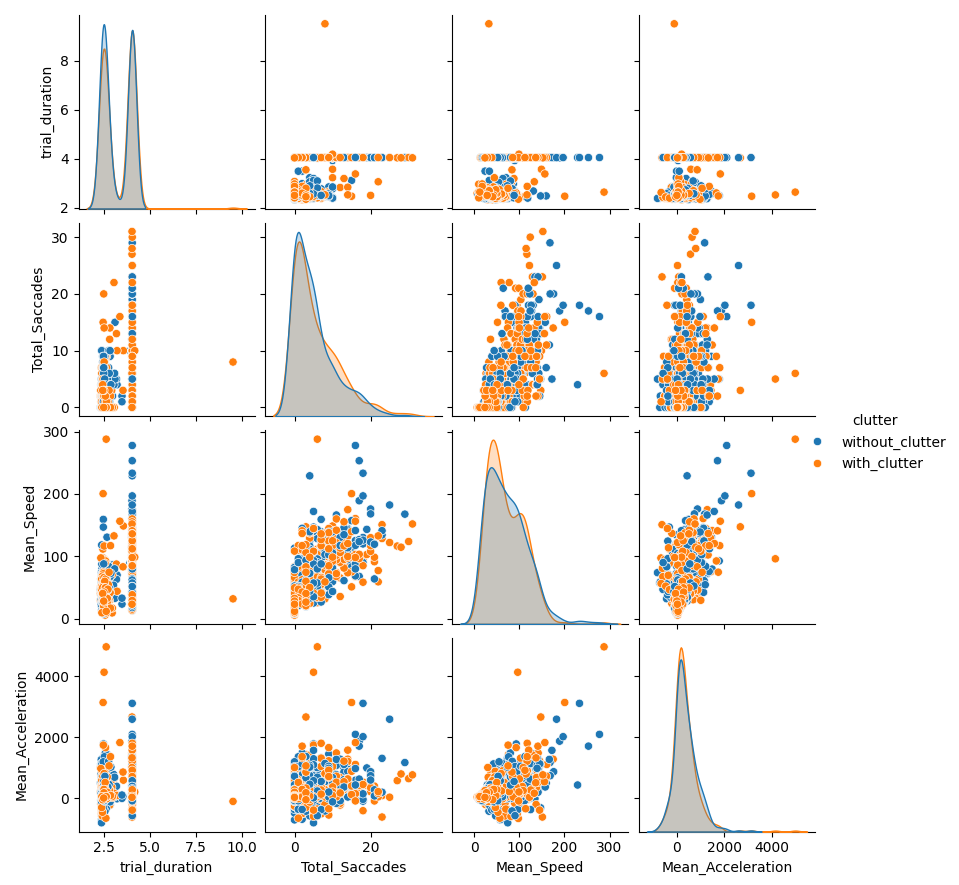 trial_duration
8
6
4
2
Total_Saccades
30
20
10
0
clutter
without_clutter
with_clutter
Mean_Speed
300
200
100
0
Mean_Acceleration
4000
2000
0
2.5 5.0 7.5 10.0
0 20
0 100 200 300
0 2000 4000
trial_duration
Total_Saccades
Mean_Speed
Mean_Acceleration